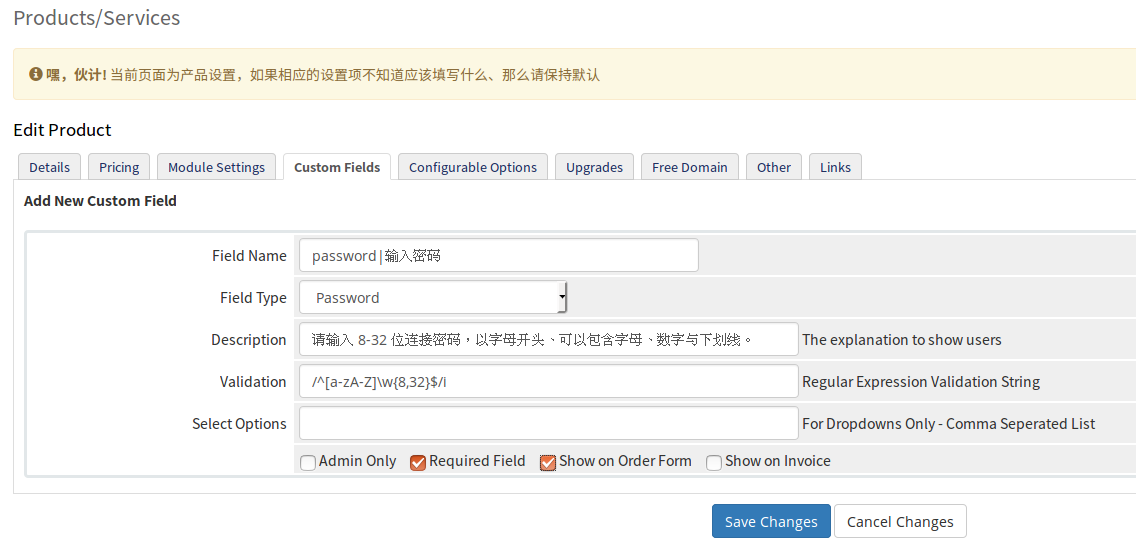 Products/Services
嘿，伙计! 当前页面为产品设置，如果相应的设置项不知道应该填写什么、那么请保持默认
Edit Product
Details Pricing Module Settings Custom Fields Configurable Options Upgrades Free Domain Other Links
Add New Custom Field
Field Name password|输入密码
Field Type Password
Description 请输入 8-32 位连接密码，以字母开头、可以包含字母、数字与下划线。 The explanation to show users
Validation /^[a-zA-Z]\w{8,32}$/i Regular Expression Validation String
Select Options For Dropdowns Only - Comma Seperated List
Admin Only Required Field Show on Order Form Show on Invoice
Save Changes Cancel Changes